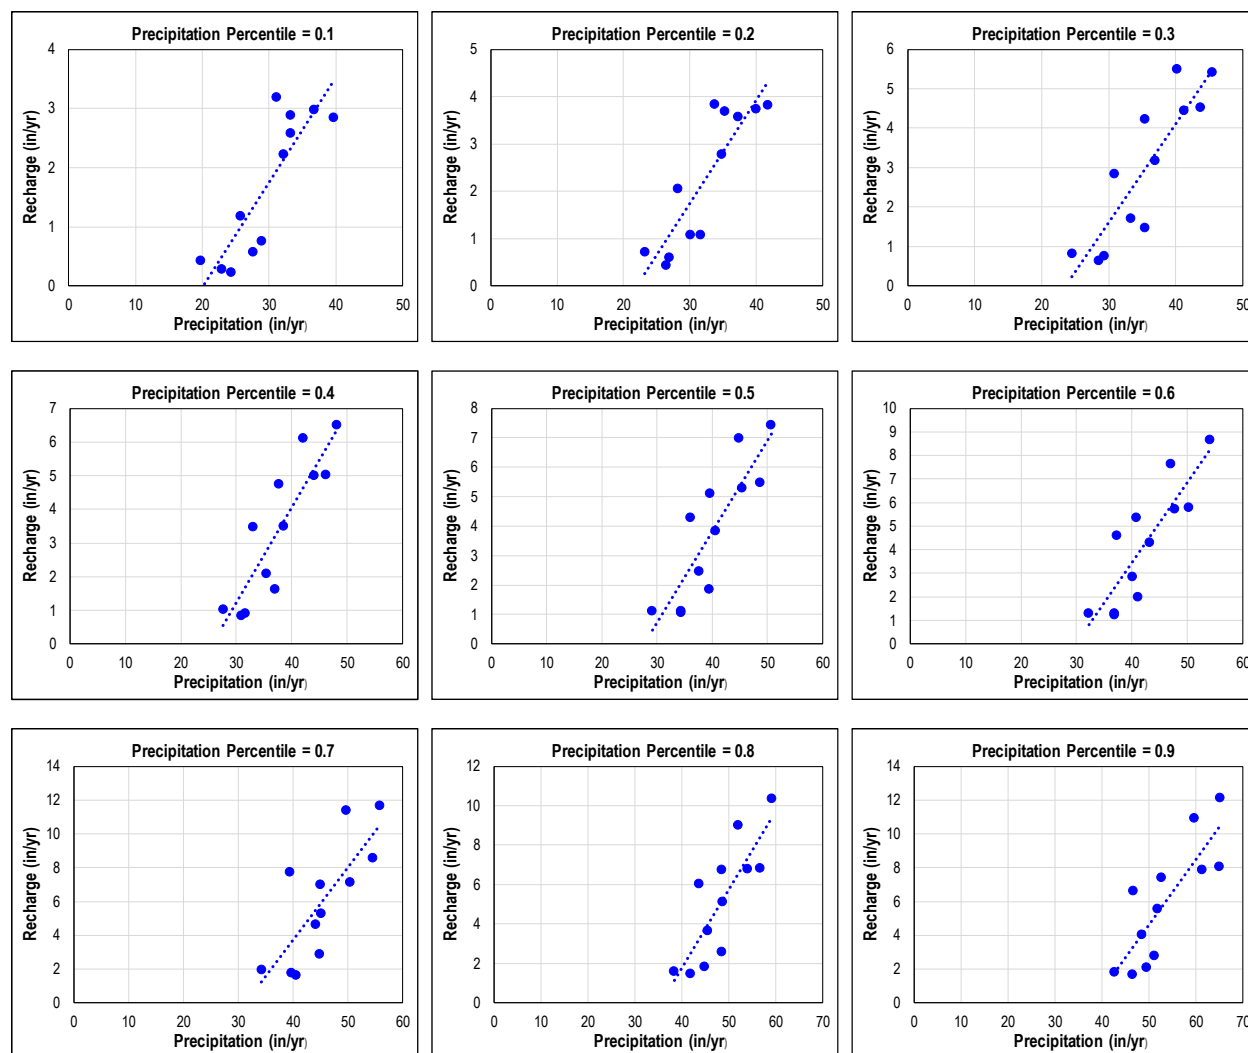 Precipitation Percentile = 0.1
Recharge (in/yr)
4
3
2
1
0
0 10 20 30 40 50
Precipitation (in/yr)
Precipitation Percentile = 0.2
Recharge (in/yr)
5
4
3
2
1
0
0 10 20 30 40 50
Precipitation (in/yr)
Precipitation Percentile = 0.3
Recharge (in/yr)
6
5
4
3
2
1
0
0 10 20 30 40 50
Precipitation (in/yr)
Precipitation Percentile = 0.4
Recharge (in/yr)
7
6
5
4
3
2
1
0
0 10 20 30 40 50 60
Precipitation (in/yr)
Precipitation Percentile = 0.5
Recharge (in/yr)
8
7
6
5
4
3
2
1
0
0 10 20 30 40 50 60
Precipitation (in/yr)
Precipitation Percentile = 0.6
Recharge (in/yr)
10
9
8
7
6
5
4
3
2
1
0
0 10 20 30 40 50 60
Precipitation (in/yr)
Precipitation Percentile = 0.7
Recharge (in/yr)
14
12
10
8
6
4
2
0
0 10 20 30 40 50 60
Precipitation (in/yr)
Precipitation Percentile = 0.8
Recharge (in/yr)
12
10
8
6
4
2
0
0 10 20 30 40 50 60 70
Precipitation (in/yr)
Precipitation Percentile = 0.9
Recharge (in/yr)
14
12
10
8
6
4
2
0
0 10 20 30 40 50 60 70
Precipitation (in/yr)